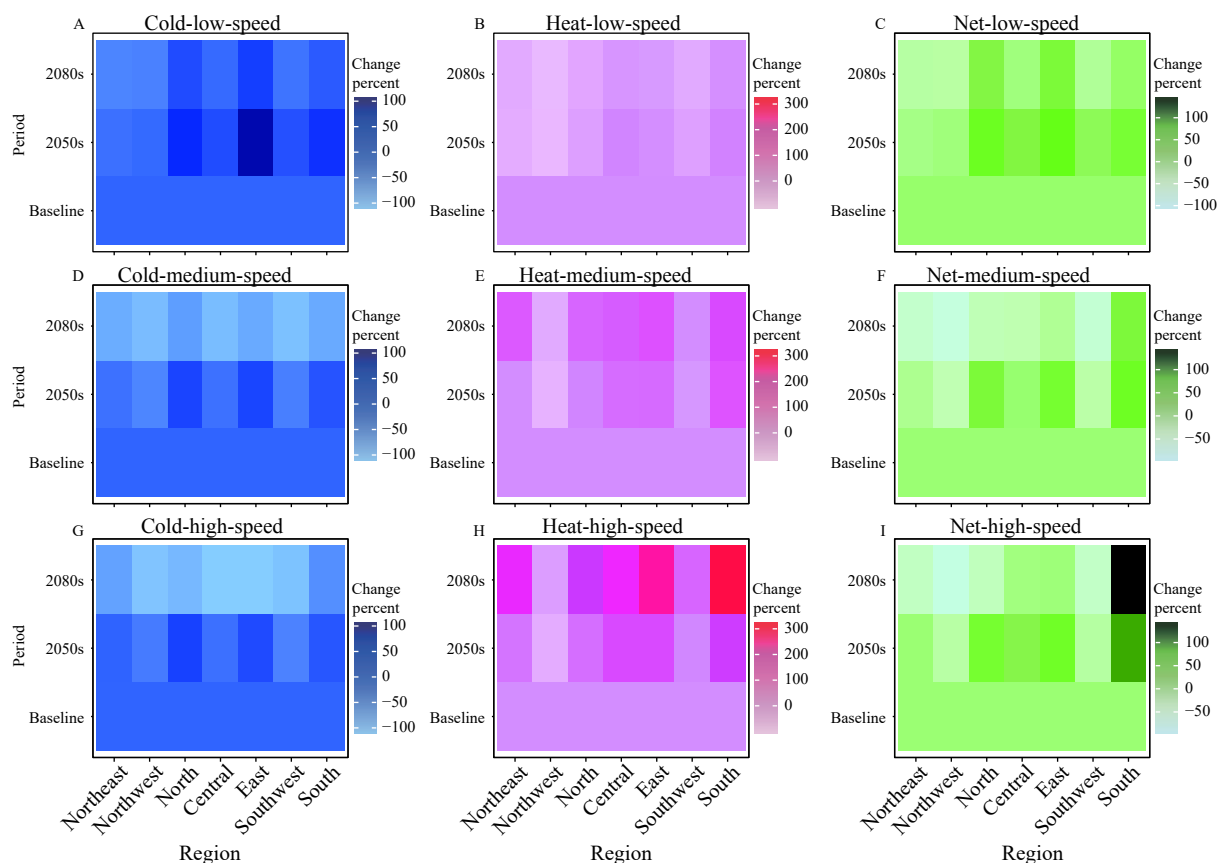 A
Cold-low-speed
B
Heat-low-speed
C
Net-low-speed
Period
2080s
2050s
Baseline
Change
percent
100
50
0
−50
−100
2080s
2050s
Baseline
Change
percent
300
200
100
0
2080s
2050s
Baseline
Change
percent
100
50
0
−50
−100
D
Cold-medium-speed
E
Heat-medium-speed
F
Net-medium-speed
Period
2080s
2050s
Baseline
Change
percent
100
50
0
−50
−100
2080s
2050s
Baseline
Change
percent
300
200
100
0
2080s
2050s
Baseline
Change
percent
100
50
0
−50
G
Cold-high-speed
H
Heat-high-speed
I
Net-high-speed
Period
2080s
2050s
Baseline
Change
percent
100
50
0
−50
−100
2080s
2050s
Baseline
Change
percent
300
200
100
0
2080s
2050s
Baseline
Change
percent
100
50
0
−50
Northeast
Northwest
North
Central
East
Southwest
South
Region
Northeast
Northwest
North
Central
East
Southwest
South
Region
Northeast
Northwest
North
Central
East
Southwest
South
Region